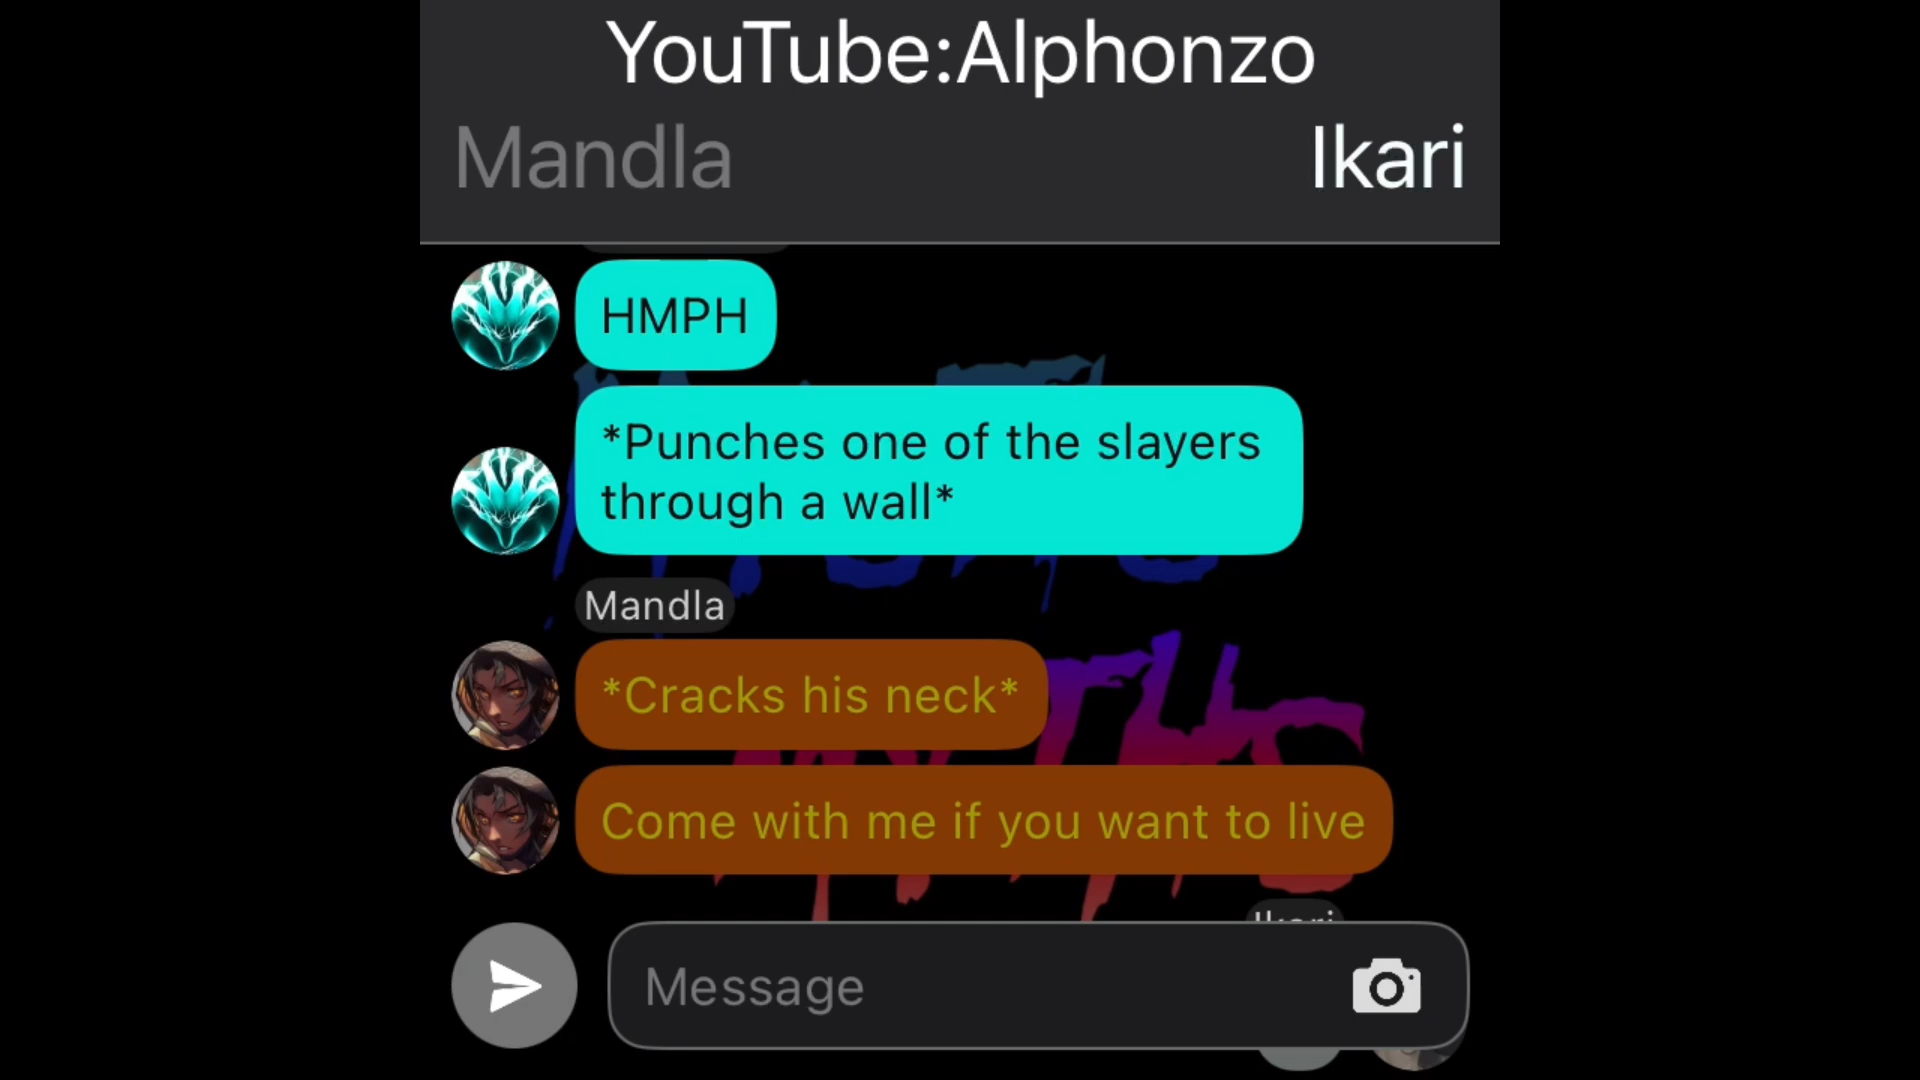 YouTube:Alphonzo
Mandla
Ikari
HMPH
*Punches one of the slayers
through a wall*
Mandla
*Cracks his neck*
Come with me if you want to live
Ikari
Message